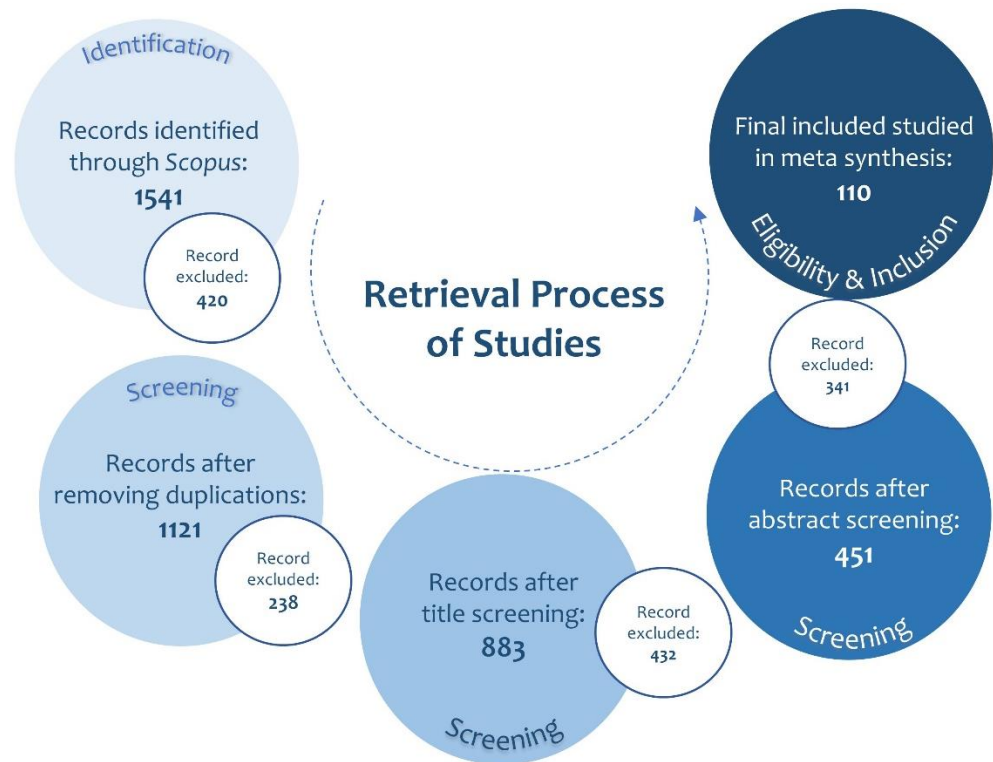 Identification
Records identified
through Scopus:
1541
Record
excluded:
420
Screening
Records after
removing duplications:
1121
Record
excluded:
238
Retrieval Process
of Studies
Records after
title screening:
883
Screening
Record
excluded:
432
Records after
abstract screening:
451
Screening
Record
excluded:
341
Final included studied
in meta synthesis:
110
Eligibility & Inclusion